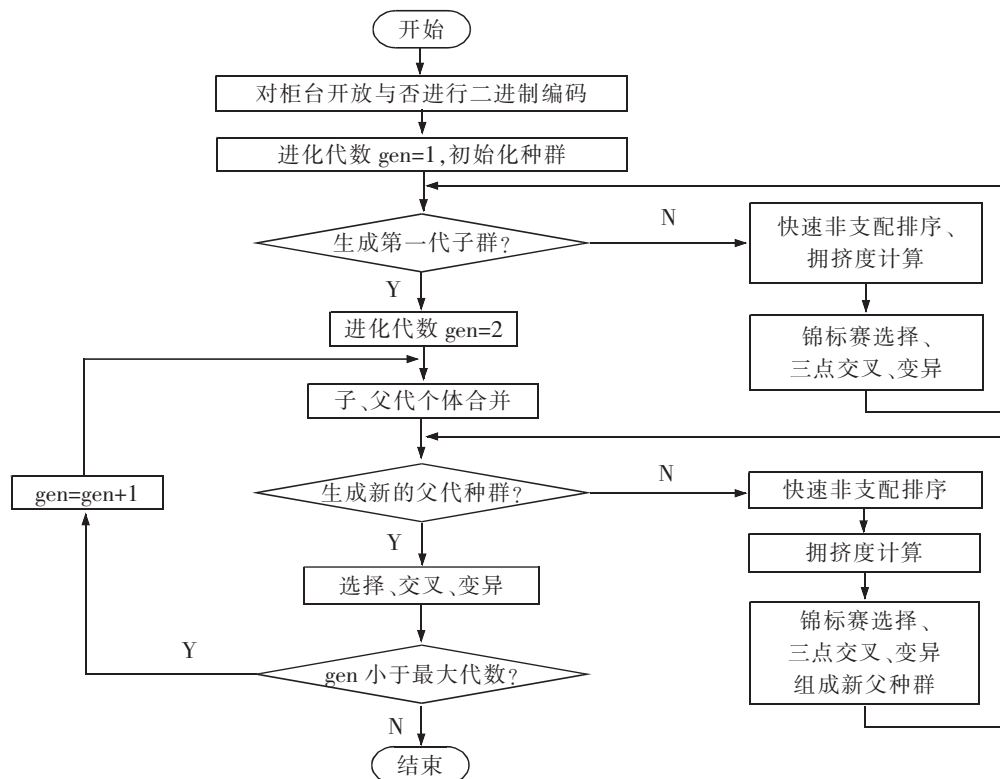 开始
对柜台开放与否进行二进制编码
进化代数 gen=1,初始化种群
生成第一代子群?
N
快速非支配排序、
拥挤度计算
Y
进化代数 gen=2
锦标赛选择、
三点交叉、变异
子、父代个体合并
gen=gen+1
生成新的父代种群?
N
快速非支配排序
Y
拥挤度计算
选择、交叉、变异
锦标赛选择、
三点交叉、变异
组成新父种群
Y
gen 小于最大代数?
N
结束